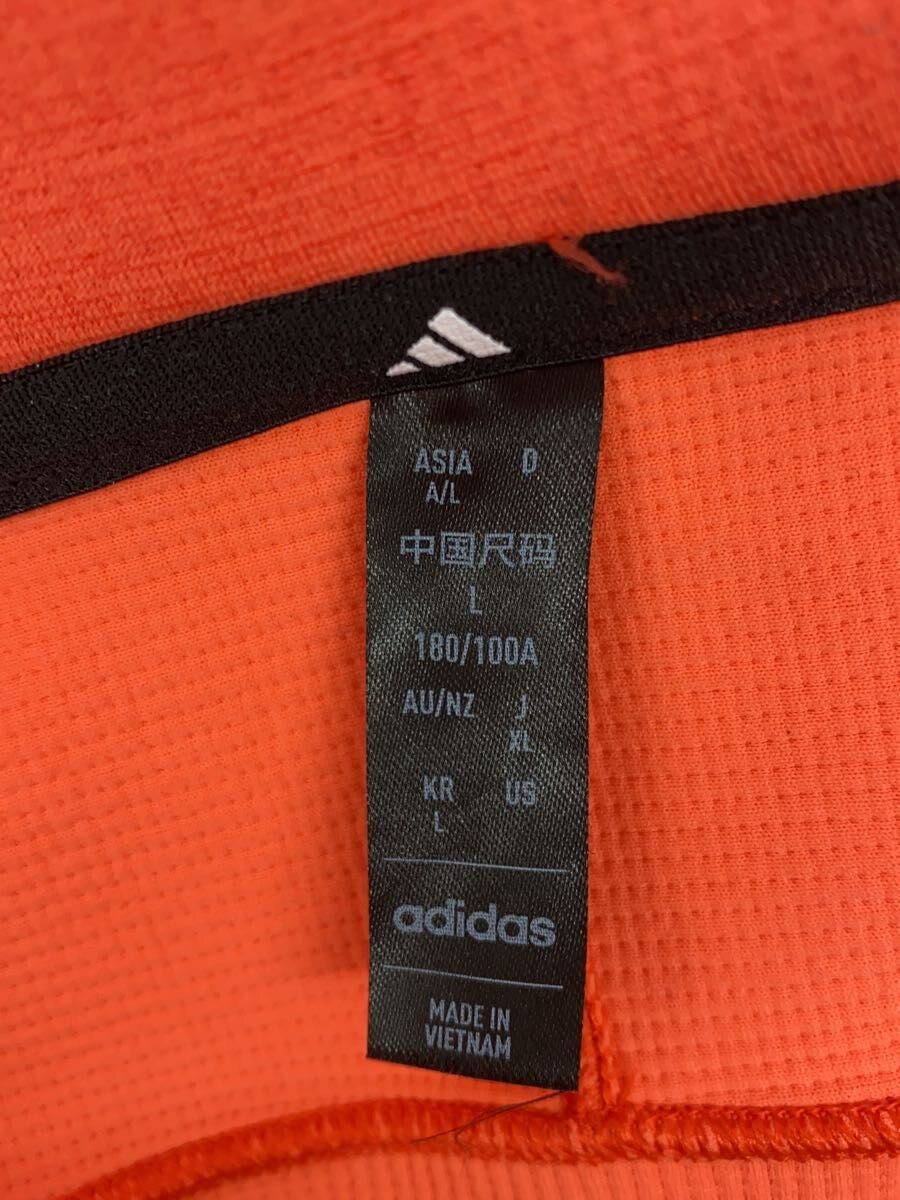 ASIA D
A/L
中国尺码
L
180/100A
AU/NZ J
XL
KR US
L
adidas
MADE IN
VIETNAM